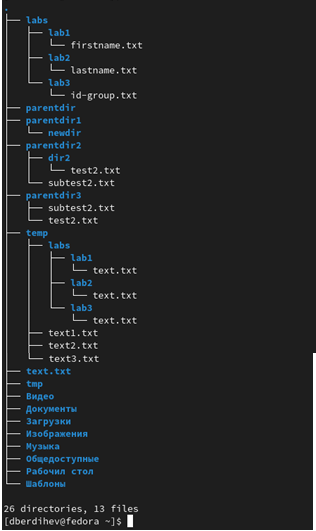 .
├── labs
│   ├── lab1
│   │   └── firstname.txt
│   ├── lab2
│   │   └── lastname.txt
│   └── lab3
│       └── id-group.txt
├── parentdir
├── parentdir1
│   └── newdir
├── parentdir2
│   ├── dir2
│   │   └── test2.txt
│   └── subtest2.txt
├── parentdir3
│   ├── subtest2.txt
│   └── test2.txt
├── temp
│   ├── labs
│   │   ├── lab1
│   │   │   └── text.txt
│   │   ├── lab2
│   │   │   └── text.txt
│   │   └── lab3
│   │       └── text.txt
│   ├── text1.txt
│   ├── text2.txt
│   └── text3.txt
├── text.txt
├── tmp
├── Видео
├── Документы
├── Загрузки
├── Изображения
├── Музыка
├── Общедоступные
├── Рабочил стол
└── Шаблоны
26 directories, 13 files
[dberdihev@fedora ~]$